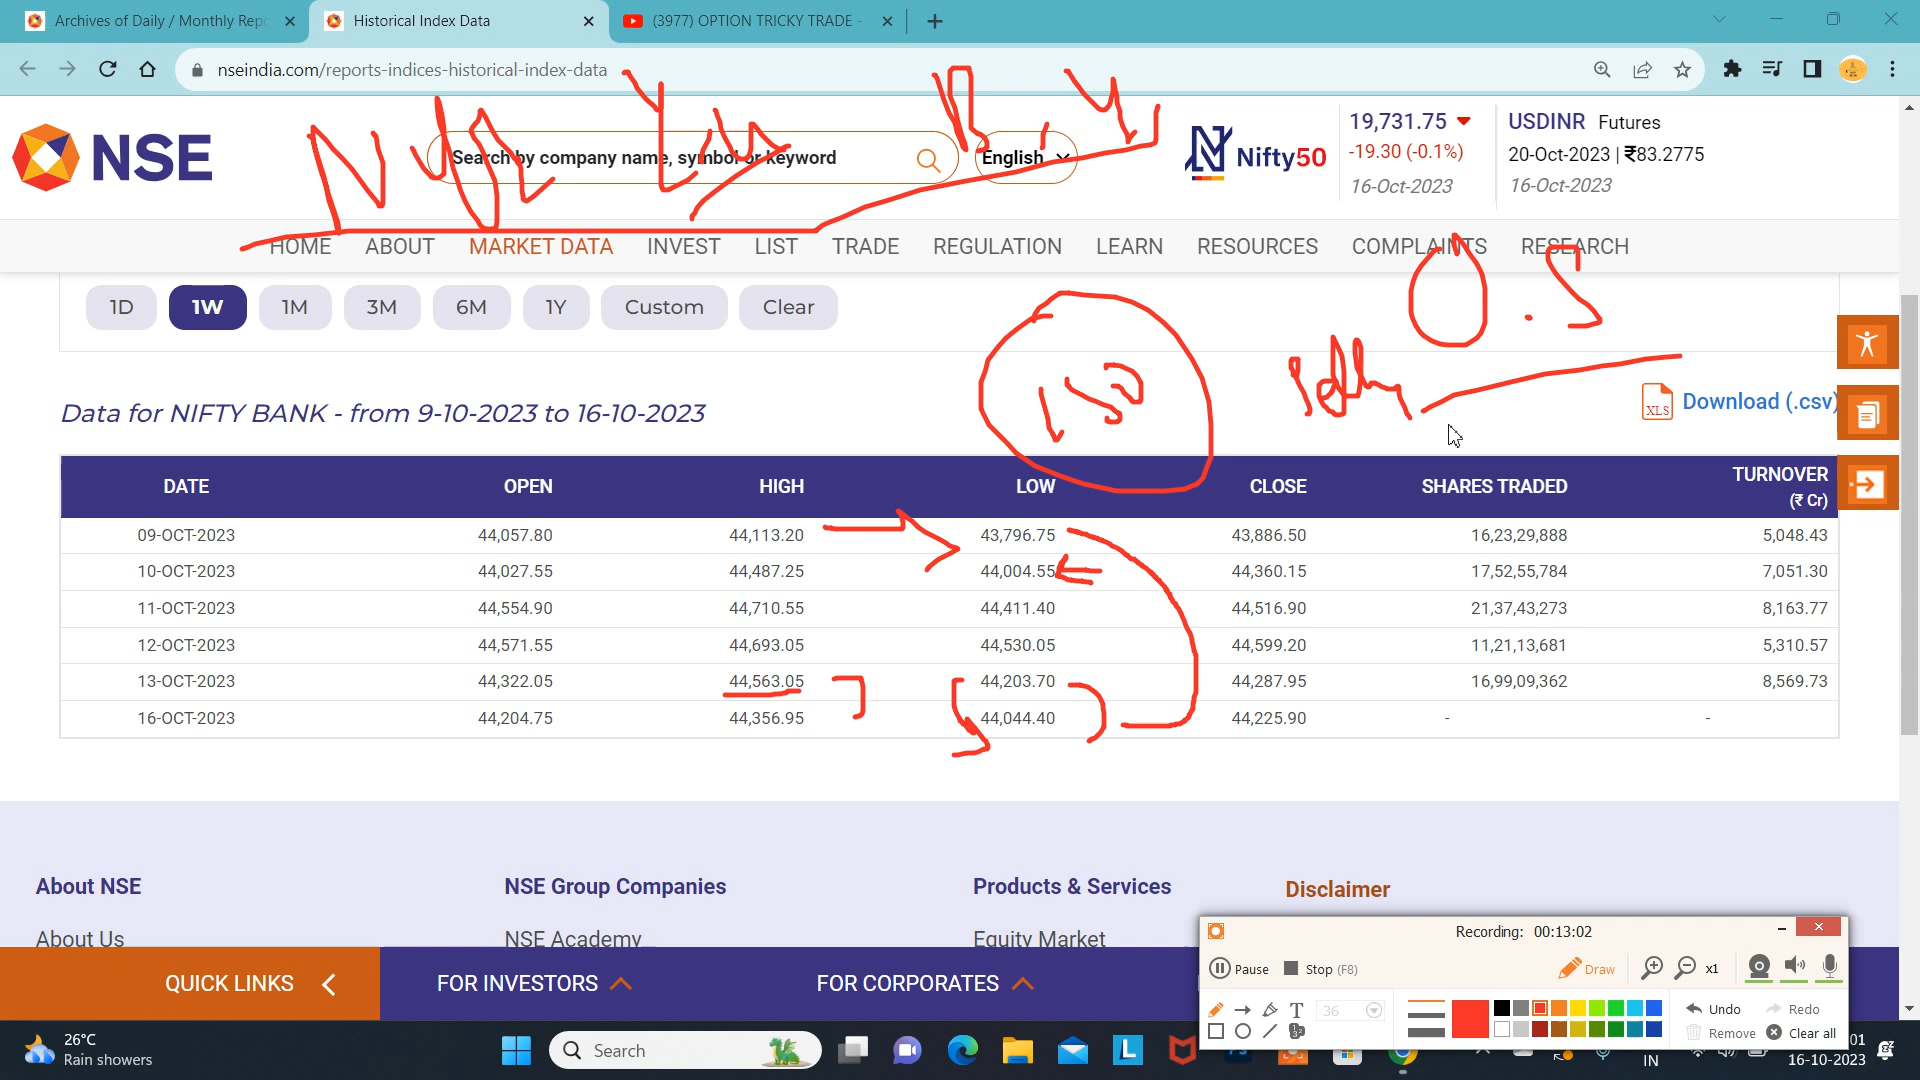 Archives of Daily / Monthly Rep
Historical Index Data
(3977) OPTION TRICKY TRADE -
nseindia.com/reports-indices-historical-index-data
NSE
Search by company name, symbol or keyword
English
Nifty50
19,731.75
-19.30 (-0.1%)
16-Oct-2023
USDINR Futures
20-Oct-2023 | ₹83.2775
16-Oct-2023
HOME ABOUT MARKET DATA INVEST LIST TRADE REGULATION LEARN RESOURCES COMPLAINTS RESEARCH
O.S
1D 1W 1M 3M 6M 1Y Custom Clear
Data for NIFTY BANK - from 9-10-2023 to 16-10-2023
XLS Download (.csv)
DATE OPEN HIGH LOW CLOSE SHARES TRADED TURNOVER (₹ Cr)
09-OCT-2023 44,057.80 44,113.20 43,796.75 43,886.50 16,23,29,888 5,048.43
10-OCT-2023 44,027.55 44,487.25 44,004.55 44,360.15 17,52,55,784 7,051.30
11-OCT-2023 44,554.90 44,710.55 44,411.40 44,516.90 21,37,43,273 8,163.77
12-OCT-2023 44,571.55 44,693.05 44,530.05 44,599.20 11,21,13,681 5,310.57
13-OCT-2023 44,322.05 44,563.05 44,203.70 44,287.95 16,99,09,362 8,569.73
16-OCT-2023 44,204.75 44,356.95 44,044.40 44,225.90 - -
About NSE NSE Group Companies Products & Services Disclaimer
About Us NSE Academy Equity Market
QUICK LINKS FOR INVESTORS FOR CORPORATES
Recording: 00:13:02
Pause Stop (F8) Draw x1
T 36 Undo Redo
Remove Clear all
26°C
Rain showers
Search
IN
16-10-2023